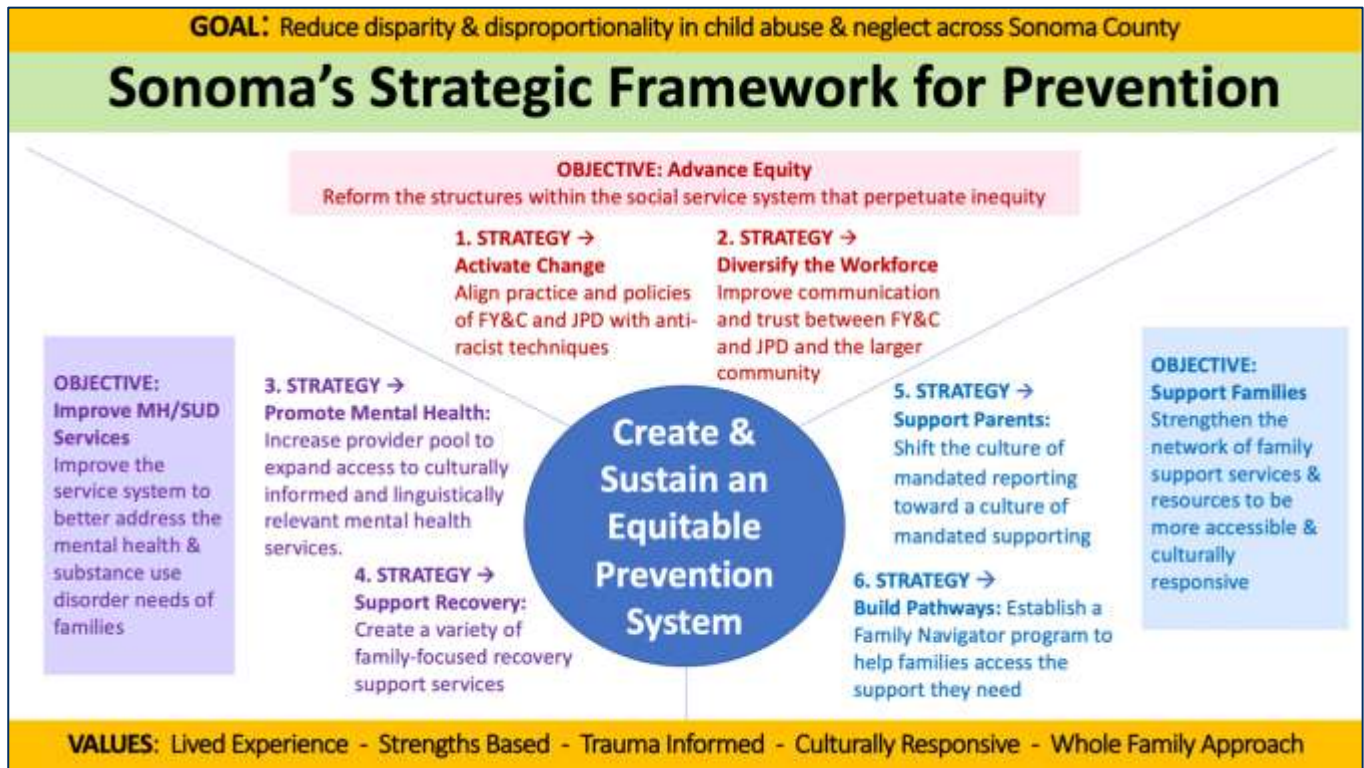 GOAL: Reduce disparity & disproportionality in child abuse & neglect across Sonoma County
Sonoma's Strategic Framework for Prevention
OBJECTIVE: Advance Equity
Reform the structures within the social service system that perpetuate inequity
1. STRATEGY →
Activate Change
Align practice and policies
of FY&C and JPD with anti-
racist techniques
2. STRATEGY →
Diversify the Workforce
Improve communication
and trust between FY&C
and JPD and the larger
community
OBJECTIVE:
Improve MH/SUD
Services
Improve the
service system to
better address the
mental health &
substance use
disorder needs of
families
3. STRATEGY →
Promote Mental Health:
Increase provider pool to
expand access to culturally
informed and linguistically
relevant mental health
services.
4. STRATEGY →
Support Recovery:
Create a variety of
family-focused recovery
support services
Create &
Sustain an
Equitable
Prevention
System
5. STRATEGY →
Support Parents:
Shift the culture of
mandated reporting
toward a culture of
mandated supporting
6. STRATEGY →
Build Pathways: Establish a
Family Navigator program to
help families access the
support they need
OBJECTIVE:
Support Families
Strengthen the
network of family
support services &
resources to be
more accessible &
culturally
responsive
VALUES: Lived Experience - Strengths Based - Trauma Informed - Culturally Responsive - Whole Family Approach